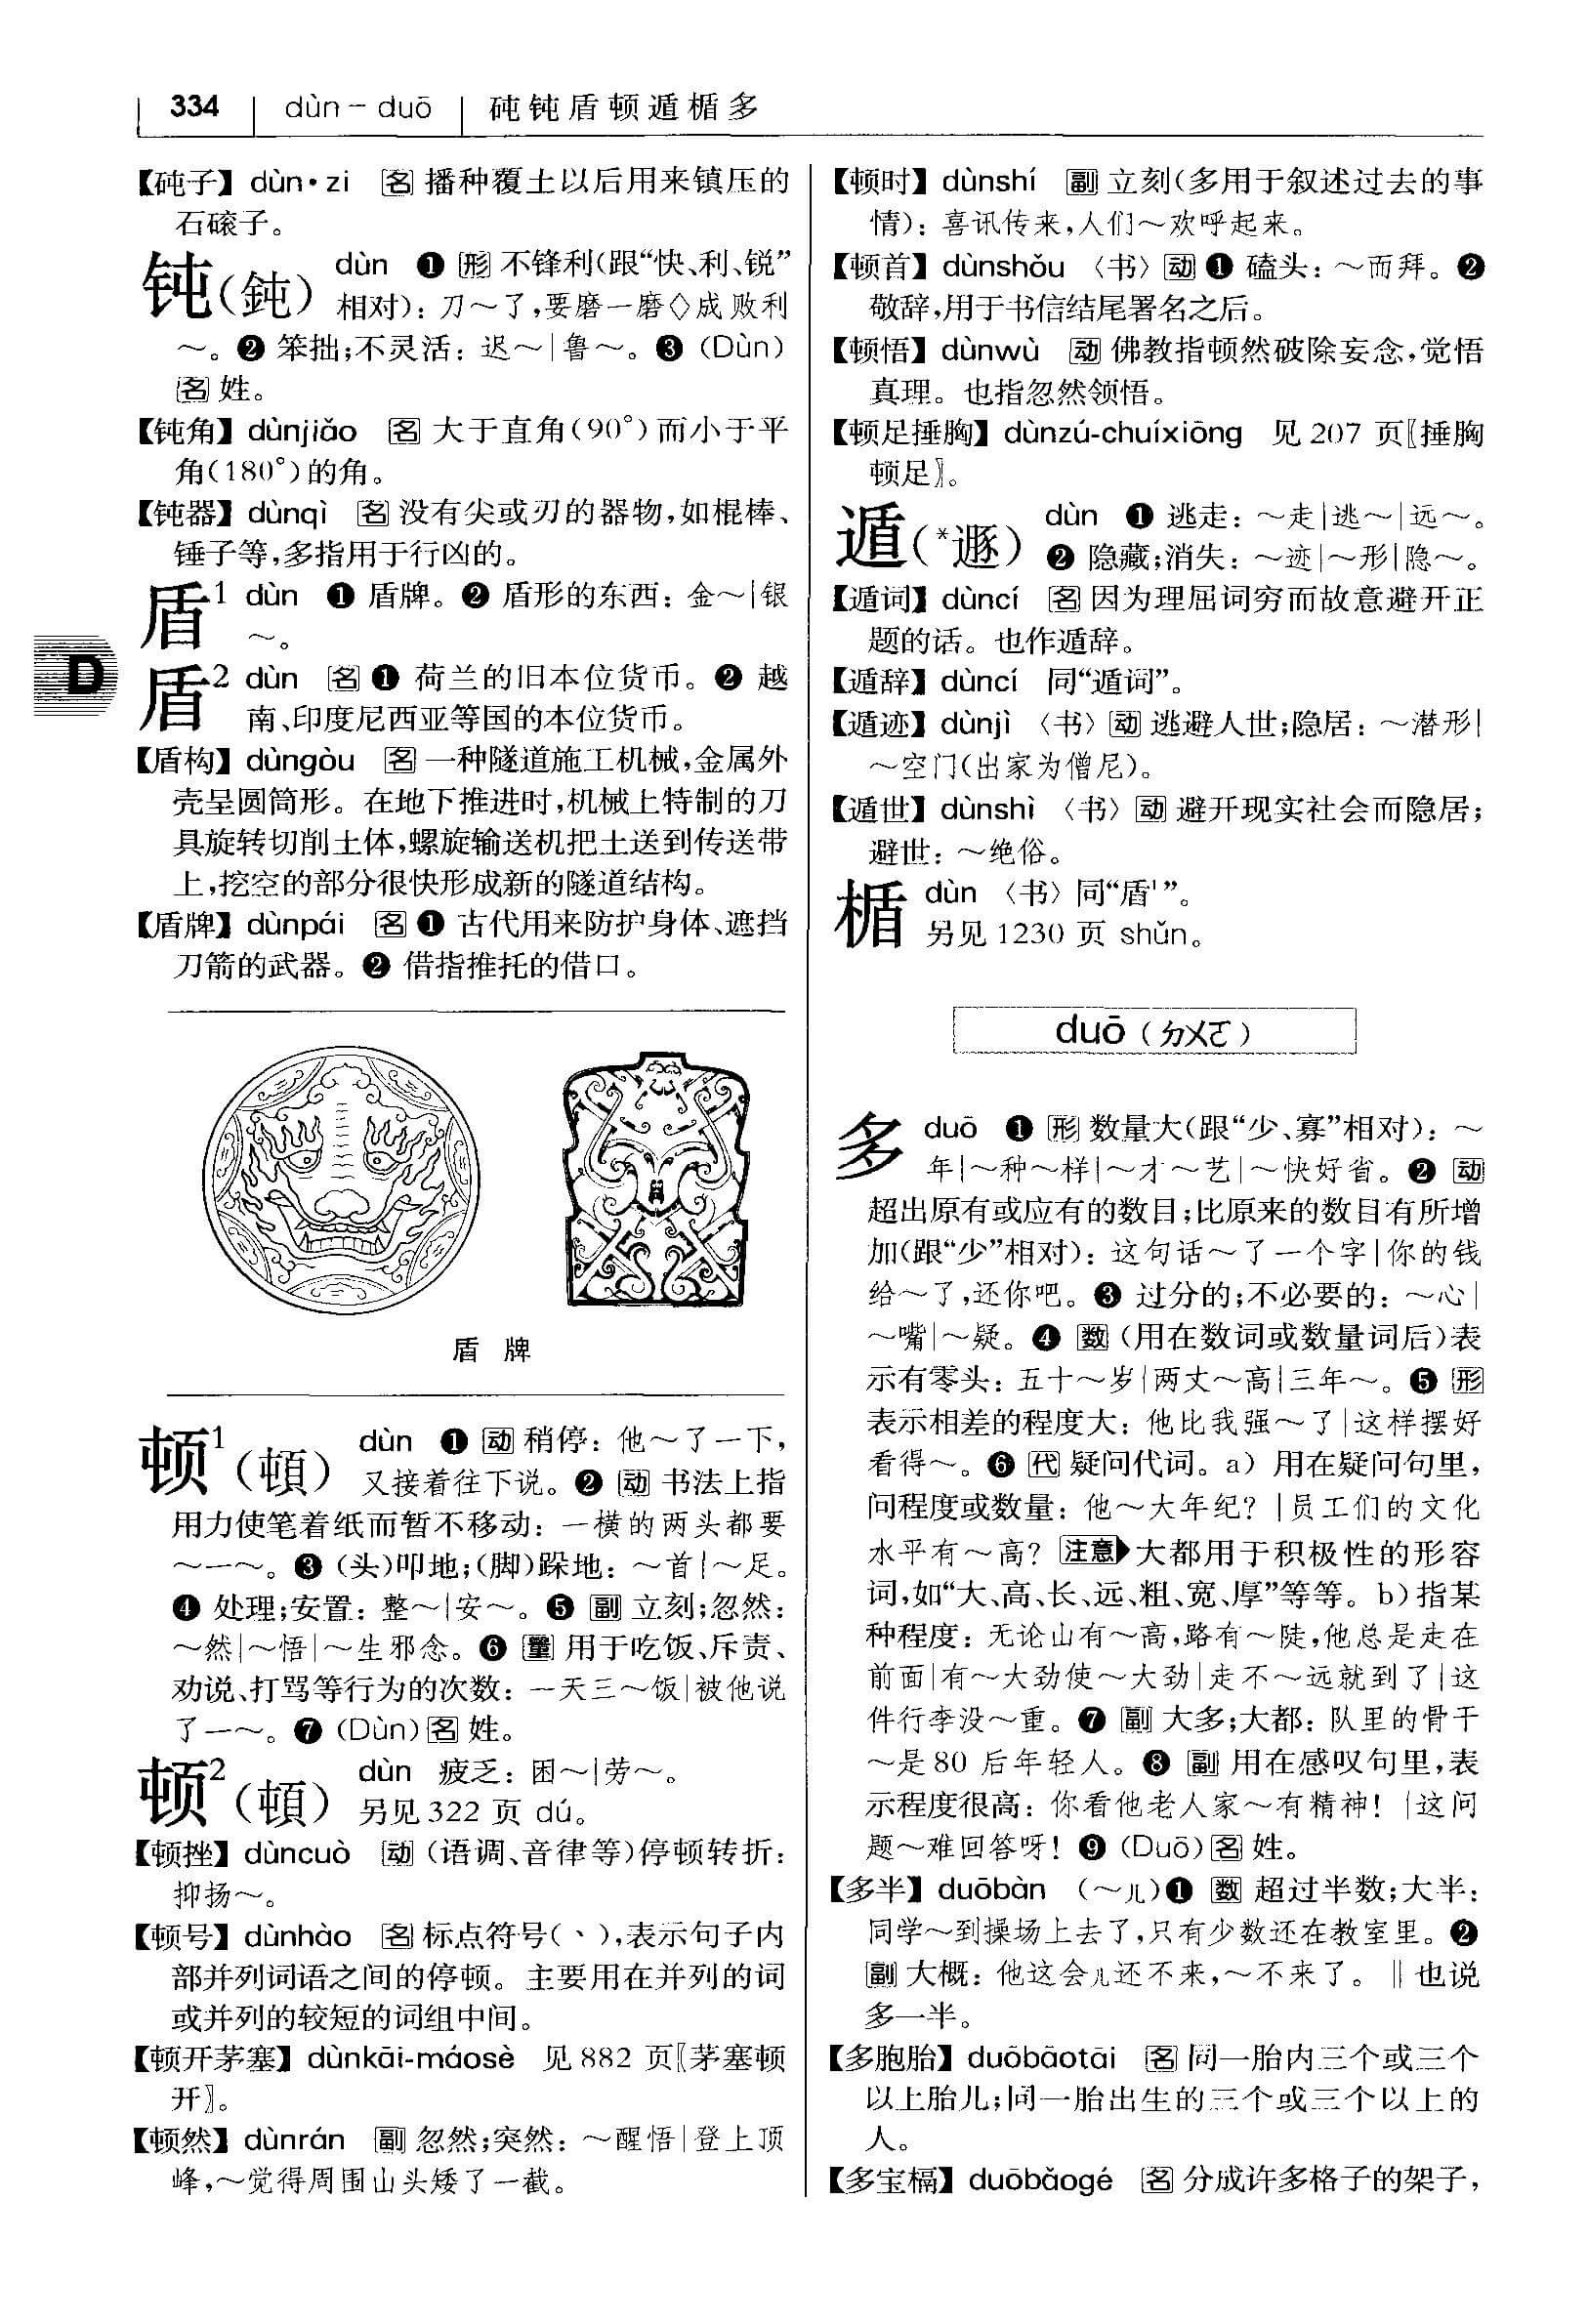 334 dùn－duō 砘钝盾顿遁楯多
【砘子】 dùn·zi 名 播种覆土以后用来镇压的
石磙子。
钝(鈍) dùn ❶ 形 不锋利(跟“快、利、锐”
相对)：刀～了,要磨一磨◇成败利
～。❷ 笨拙;不灵活：迟～|鲁～。❸ (Dùn)
名 姓。
【钝角】 dùnjiǎo 名 大于直角(90°)而小于平
角(180°)的角。
【钝器】 dùnqì 名 没有尖或刃的器物,如棍棒、
锤子等,多指用于行凶的。
盾¹ dùn ❶ 盾牌。❷ 盾形的东西：金～|银
～。
盾² dùn 名 ❶ 荷兰的旧本位货币。❷ 越
南、印度尼西亚等国的本位货币。
【盾构】 dùngòu 名 一种隧道施工机械,金属外
壳呈圆筒形。在地下推进时,机械上特制的刀
具旋转切削土体,螺旋输送机把土送到传送带
上,挖空的部分很快形成新的隧道结构。
【盾牌】 dùnpái 名 ❶ 古代用来防护身体、遮挡
刀箭的武器。❷ 借指推托的借口。
盾 牌
顿¹(頓) dùn ❶ 动 稍停：他～了一下,
又接着往下说。❷ 动 书法上指
用力使笔着纸而暂不移动：一横的两头都要
～一～。❸ (头)叩地;(脚)跺地：～首|～足。
❹ 处理;安置：整～|安～。❺ 副 立刻;忽然：
～然|～悟|～生邪念。❻ 量 用于吃饭、斥责、
劝说、打骂等行为的次数：一天三～饭|被他说
了一～。❼ (Dùn) 名 姓。
顿²(頓) dùn 疲乏：困～|劳～。
另见 322 页 dú。
【顿挫】 dùncuò 动 (语调、音律等)停顿转折：
抑扬～。
【顿号】 dùnhào 名 标点符号(、),表示句子内
部并列词语之间的停顿。主要用在并列的词
或并列的较短的词组中间。
【顿开茅塞】 dùnkāi-máosè 见 882 页〖茅塞顿
开〗。
【顿然】 dùnrán 副 忽然;突然：～醒悟|登上顶
峰,～觉得周围山头矮了一截。
D
【顿时】 dùnshí 副 立刻(多用于叙述过去的事
情)：喜讯传来,人们～欢呼起来。
【顿首】 dùnshǒu 〈书〉动 ❶ 磕头：～而拜。❷
敬辞,用于书信结尾署名之后。
【顿悟】 dùnwù 动 佛教指顿然破除妄念,觉悟
真理。也指忽然领悟。
【顿足捶胸】 dùnzú-chuíxiōng 见 207 页〖捶胸
顿足〗。
遁(*遯) dùn ❶ 逃走：～走|逃～|远～。
❷ 隐藏;消失：～迹|～形|隐～。
【遁词】 dùncí 名 因为理屈词穷而故意避开正
题的话。也作遁辞。
【遁辞】 dùncí 同“遁词”。
【遁迹】 dùnjì 〈书〉动 逃避人世;隐居：～潜形|
～空门(出家为僧尼)。
【遁世】 dùnshì 〈书〉动 避开现实社会而隐居;
避世：～绝俗。
楯 dùn 〈书〉同“盾¹”。
另见 1230 页 shǔn。
duō (ㄉㄨㄛ)
多 duō ❶ 形 数量大(跟“少、寡”相对)：～
年|～种～样|～才～艺|～快好省。❷ 动
超出原有或应有的数目;比原来的数目有所增
加(跟“少”相对)：这句话～了一个字|你的钱
给～了,还你吧。❸ 过分的;不必要的：～心|
～嘴|～疑。❹ 数 (用在数词或数量词后)表
示有零头：五十～岁|两丈～高|三年～。❺ 形
表示相差的程度大：他比我强～了|这样摆好
看得～。❻ 代 疑问代词。a) 用在疑问句里,
问程度或数量：他～大年纪？|员工们的文化
水平有～高？注意▶大都用于积极性的形容
词,如“大、高、长、远、粗、宽、厚”等等。b)指某
种程度：无论山有～高,路有～陡,他总是走在
前面|有～大劲使～大劲|走不～远就到了|这
件行李没～重。❼ 副 大多;大都：队里的骨干
～是 80 后年轻人。❽ 副 用在感叹句里,表
示程度很高：你看他老人家～有精神！|这问
题～难回答呀！❾ (Duō) 名 姓。
【多半】 duōbàn (～儿)❶ 数 超过半数;大半：
同学～到操场上去了,只有少数还在教室里。❷
副 大概：他这会儿还不来,～不来了。‖也说
多一半。
【多胞胎】 duōbāotāi 名 同一胎内三个或三个
以上胎儿;同一胎出生的三个或三个以上的
人。
【多宝槅】 duōbǎogé 名 分成许多格子的架子,